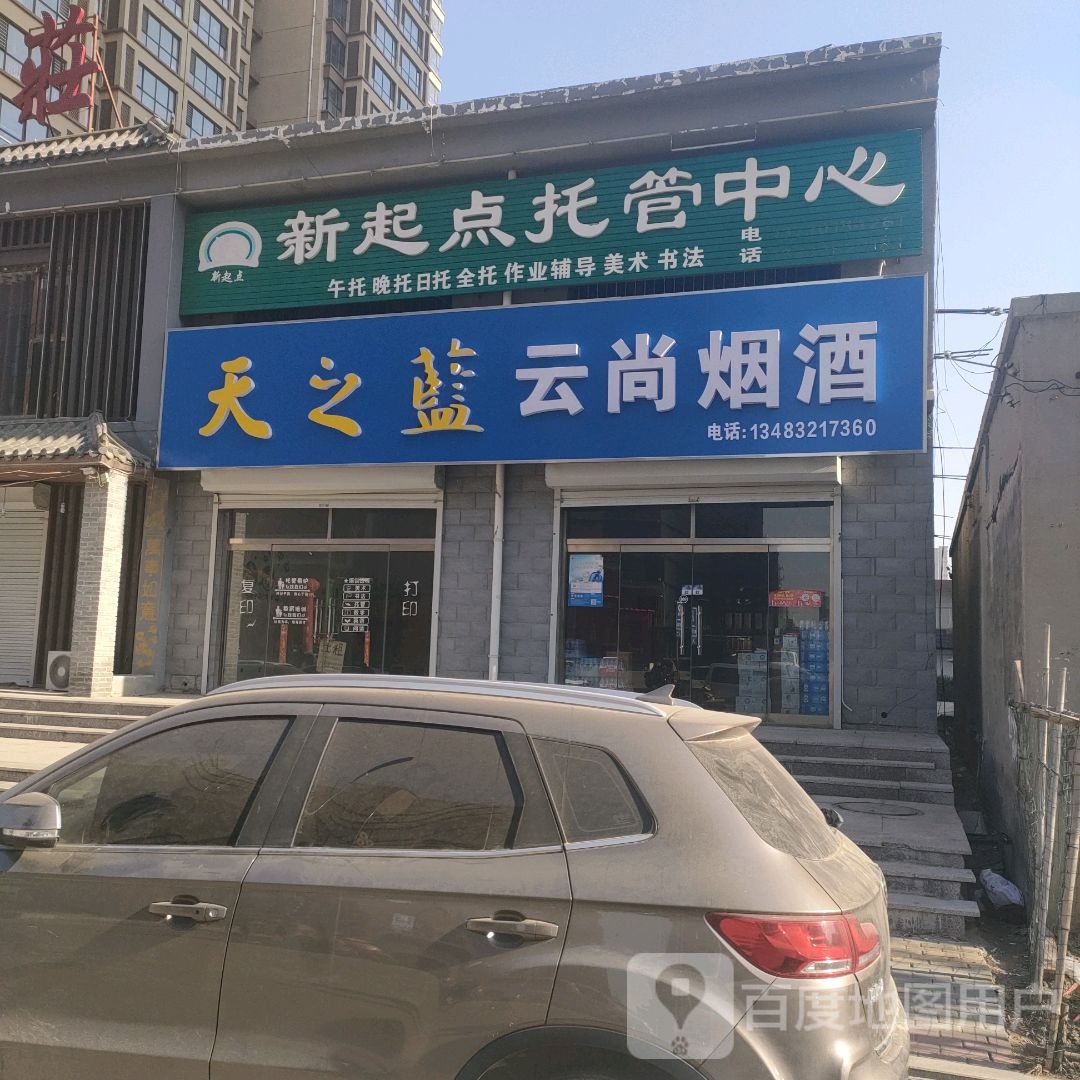 莊
新起点托管中心
新起点
午托 晚托 日托 全托 作业辅导 美术 书法
电话
天之藍 云尚烟酒
电话:13483217360
复印~
打印
百度地图用户